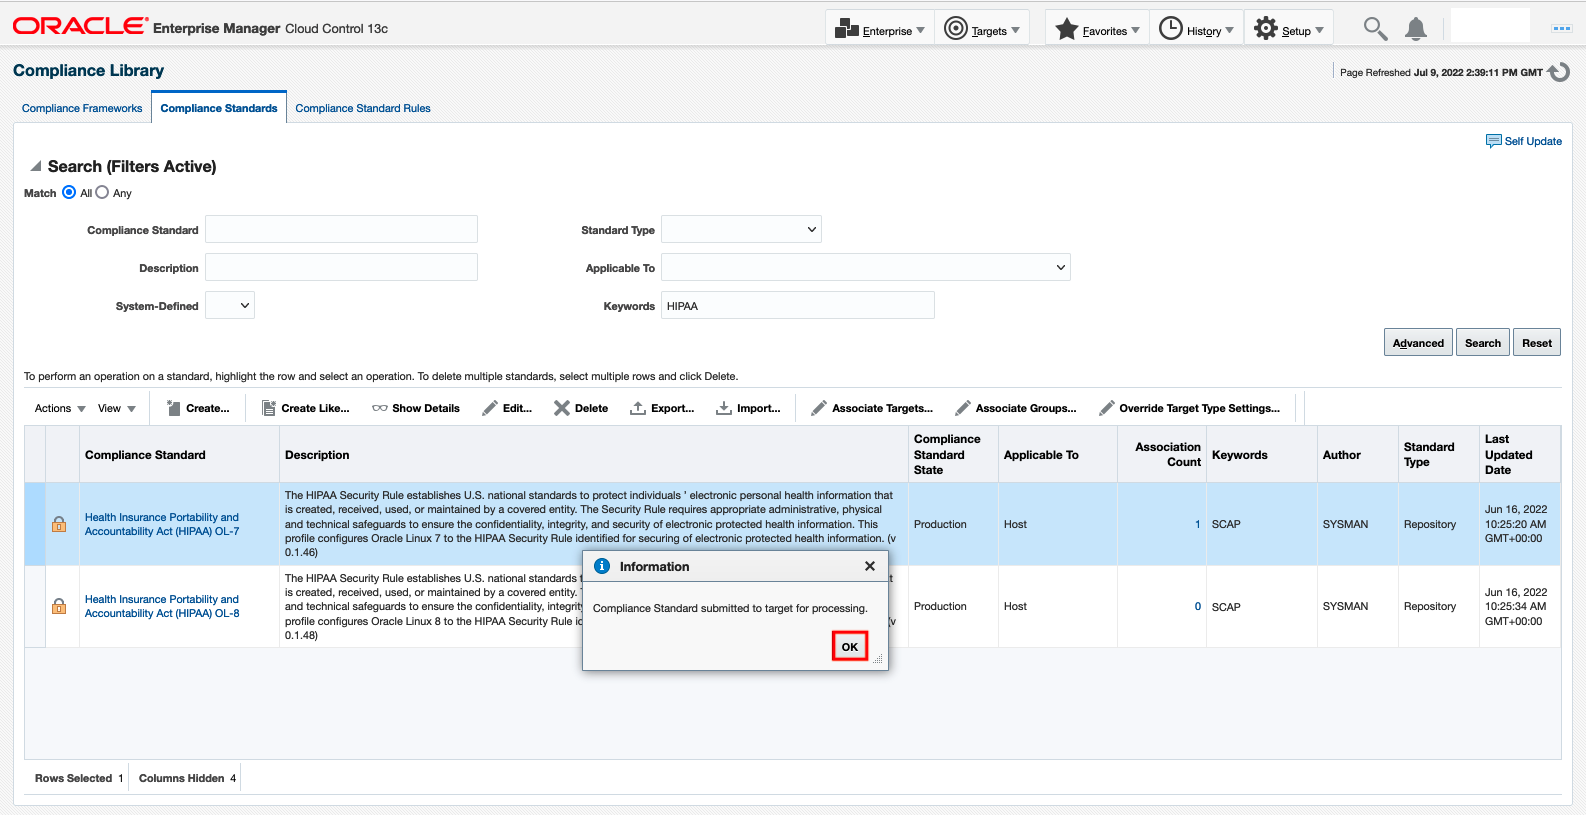 ORACLE® Enterprise Manager Cloud Control 13c
Enterprise
Targets
Favorites
History
Setup
Compliance Library
Page Refreshed Jul 9, 2022 2:39:11 PM GMT
Compliance Frameworks
Compliance Standards
Compliance Standard Rules
Self Update
Search (Filters Active)
Match All Any
Compliance Standard
Standard Type
Description
Applicable To
System-Defined
Keywords HIPAA
Advanced
Search
Reset
To perform an operation on a standard, highlight the row and select an operation. To delete multiple standards, select multiple rows and click Delete.
Actions
View
Create...
Create Like...
Show Details
Edit...
Delete
Export...
Import...
Associate Targets...
Associate Groups...
Override Target Type Settings...
Compliance Standard
Description
Compliance
Standard
State
Applicable To
Association
Count
Keywords
Author
Standard
Type
Last
Updated
Date
Health Insurance Portability and
Accountability Act (HIPAA) OL-7
The HIPAA Security Rule establishes U.S. national standards to protect individuals ’ electronic personal health information that
is created, received, used, or maintained by a covered entity. The Security Rule requires appropriate administrative, physical
and technical safeguards to ensure the confidentiality, integrity, and security of electronic protected health information. This
profile configures Oracle Linux 7 to the HIPAA Security Rule identified for securing of electronic protected health information. (v
0.1.46)
Production
Host
1
SCAP
SYSMAN
Repository
Jun 16, 2022
10:25:20 AM
GMT+00:00
Health Insurance Portability and
Accountability Act (HIPAA) OL-8
The HIPAA Security Rule establishes U.S. national standards t
is created, received, used, or maintained by a covered entity.
and technical safeguards to ensure the confidentiality, integrity
profile configures Oracle Linux 8 to the HIPAA Security Rule id (v
0.1.48)
Production
Host
0
SCAP
SYSMAN
Repository
Jun 16, 2022
10:25:34 AM
GMT+00:00
Information
Compliance Standard submitted to target for processing.
OK
Rows Selected 1
Columns Hidden 4